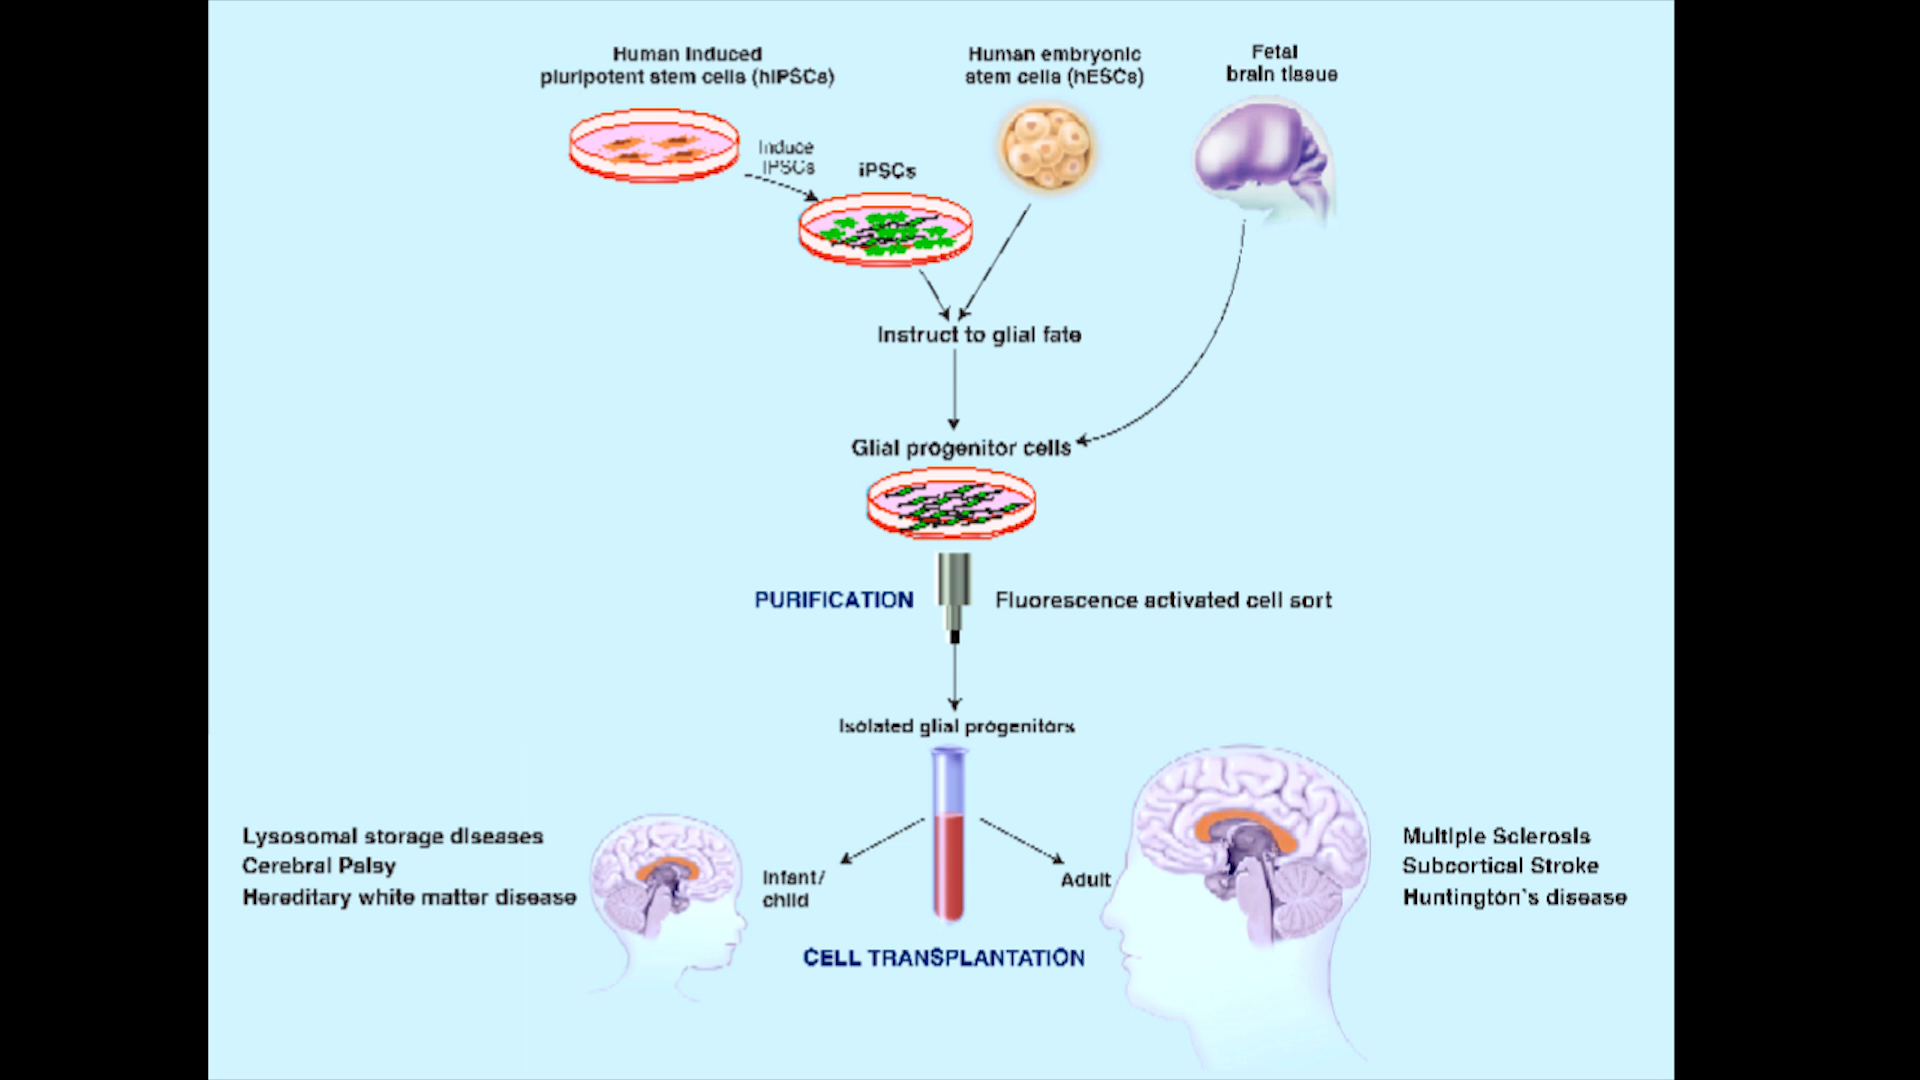 Human Induced
pluripotent stem cells (hiPSCs)
Human embryonic
stem cells (hESCs)
Fetal
brain tissue
Induce
iPSCs
iPSCs
Instruct to glial fate
Glial progenitor cells
PURIFICATION
Fluorescence activated cell sort
Isolated glial progenitors
Lysosomal storage diseases
Cerebral Palsy
Hereditary white matter disease
Infant/
child
Adult
Multiple Sclerosis
Subcortical Stroke
Huntington's disease
CELL TRANSPLANTATION